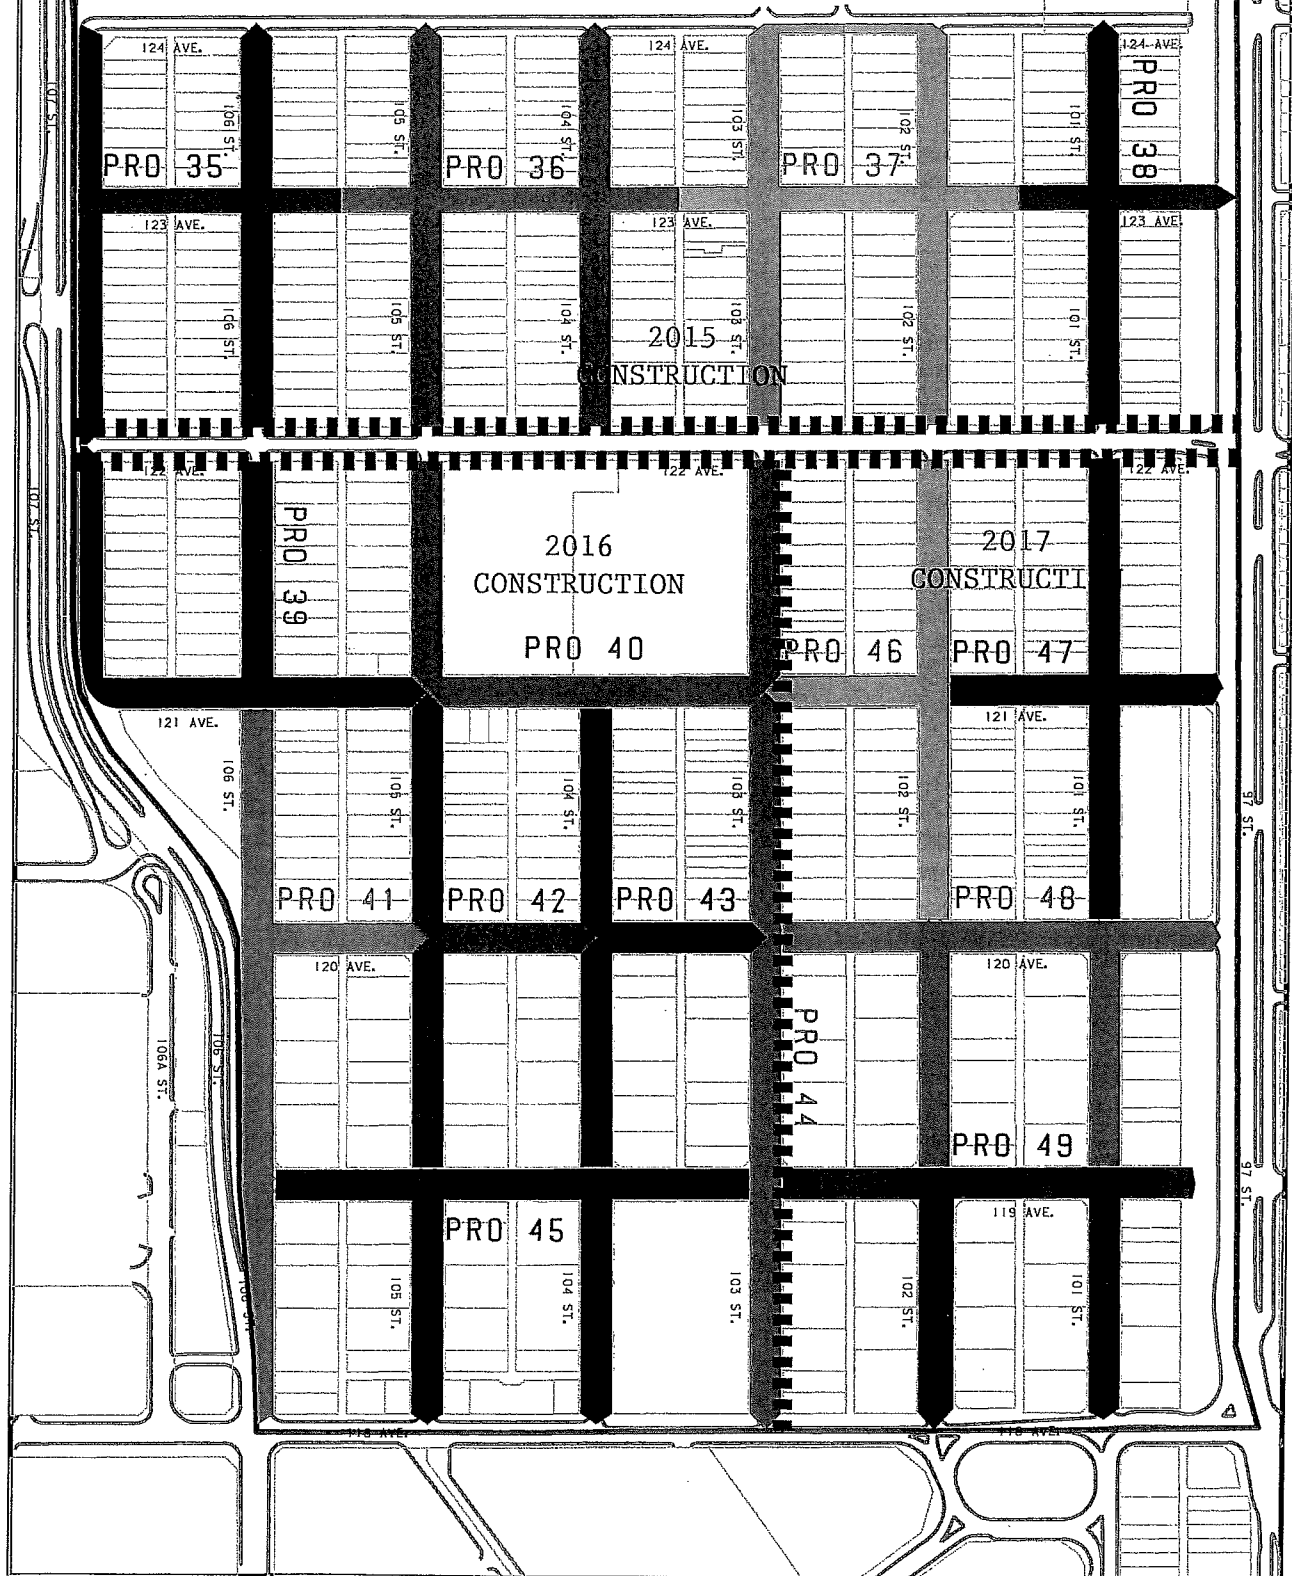 124 AVE.
124 AVE.
124 AVE.
107 ST.
106 ST.
105 ST.
104 ST.
103 ST.
102 ST.
101 ST.
PRO 38
PRO 35
PRO 36
PRO 37
123 AVE.
123 AVE.
123 AVE.
106 ST.
105 ST.
104 ST.
103 ST.
102 ST.
101 ST.
2015
CONSTRUCTION
122 AVE.
122 AVE.
122 AVE.
107 ST.
PRO 39
2016
CONSTRUCTION
2017
CONSTRUCTI
PRO 40
PRO 46
PRO 47
121 AVE.
121 AVE.
106 ST.
105 ST.
104 ST.
103 ST.
102 ST.
101 ST.
97 ST.
PRO 41
PRO 42
PRO 43
PRO 48
120 AVE.
120 AVE.
106A ST.
106 ST.
PRO 44
PRO 49
97 ST.
119 AVE.
PRO 45
105 ST.
104 ST.
103 ST.
102 ST.
101 ST.
118 AVE.
118 AVE.